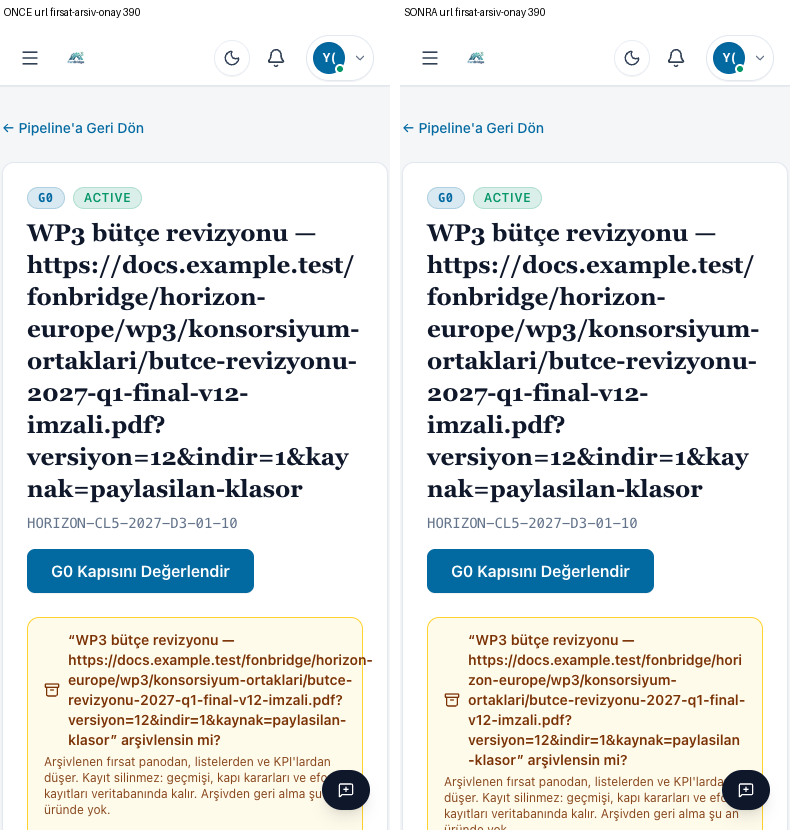 ONCE url firsat-arsiv-onay 390
Y(
← Pipeline'a Geri Dön
G0 ACTIVE
WP3 bütçe revizyonu —
https://docs.example.test/
fonbridge/horizon-
europe/wp3/konsorsiyum-
ortaklari/butce-revizyonu-
2027-q1-final-v12-
imzali.pdf?
versiyon=12&indir=1&kay
nak=paylasilan-klasor
HORIZON-CL5-2027-D3-01-10
G0 Kapısını Değerlendir
“WP3 bütçe revizyonu —
https://docs.example.test/fonbridge/horizon-
europe/wp3/konsorsiyum-ortaklari/butce-
revizyonu-2027-q1-final-v12-imzali.pdf?
versiyon=12&indir=1&kaynak=paylasilan-
klasor” arşivlensin mi?
Arşivlenen fırsat panodan, listelerden ve KPI'lardan
düşer. Kayıt silinmez: geçmişi, kapı kararları ve
kayıtları veritabanında kalır. Arşivden geri alma şu
üründe yok.
SONRA url firsat-arsiv-onay 390
Y(
← Pipeline'a Geri Dön
G0 ACTIVE
WP3 bütçe revizyonu —
https://docs.example.test/
fonbridge/horizon-
europe/wp3/konsorsiyum-
ortaklari/butce-revizyonu-
2027-q1-final-v12-
imzali.pdf?
versiyon=12&indir=1&kay
nak=paylasilan-klasor
HORIZON-CL5-2027-D3-01-10
G0 Kapısını Değerlendir
“WP3 bütçe revizyonu —
https://docs.example.test/fonbridge/hori
zon-europe/wp3/konsorsiyum-
ortaklari/butce-revizyonu-2027-q1-final-
v12-imzali.pdf?
versiyon=12&indir=1&kaynak=paylasilan
-klasor” arşivlensin mi?
Arşivlenen fırsat panodan, listelerden ve
düşer. Kayıt silinmez: geçmişi, kapı kararları ve
kayıtları veritabanında kalır. Arşivden geri alma şu an
üründe yok.